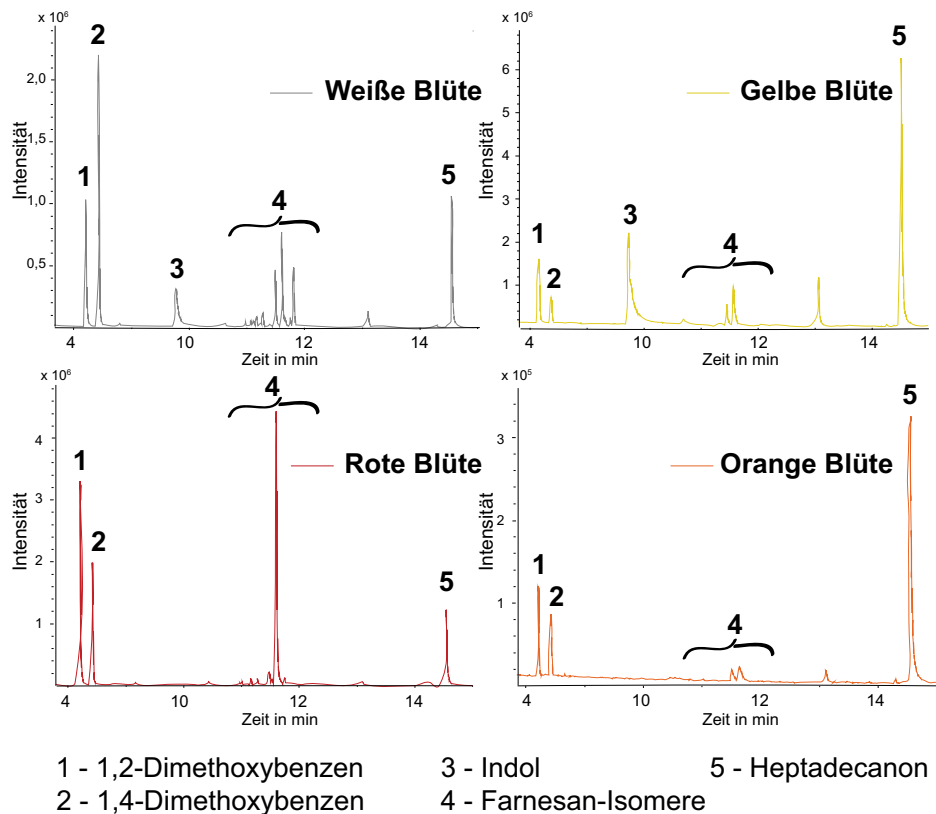 x 10⁶
2
Weiße Blüte
2,0
1,5
1,0
0,5
Intensität
1
3
4
5
4 10 12 14
Zeit in min
x 10⁶
5
Gelbe Blüte
6
5
4
3
2
1
Intensität
1
2
3
4
4 10 12 14
Zeit in min
x 10⁶
4
Rote Blüte
4
3
2
1
Intensität
1
2
5
4 10 12 14
Zeit in min
x 10⁵
5
Orange Blüte
3
2
1
Intensität
1
2
4
4 10 12 14
Zeit in min
1 - 1,2-Dimethoxybenzen 3 - Indol 5 - Heptadecanon
2 - 1,4-Dimethoxybenzen 4 - Farnesan-Isomere